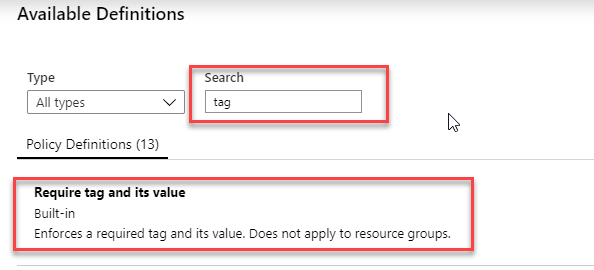 Available Definitions
Type
Search
All types
tag
Policy Definitions (13)
Require tag and its value
Built-in
Enforces a required tag and its value. Does not apply to resource groups.